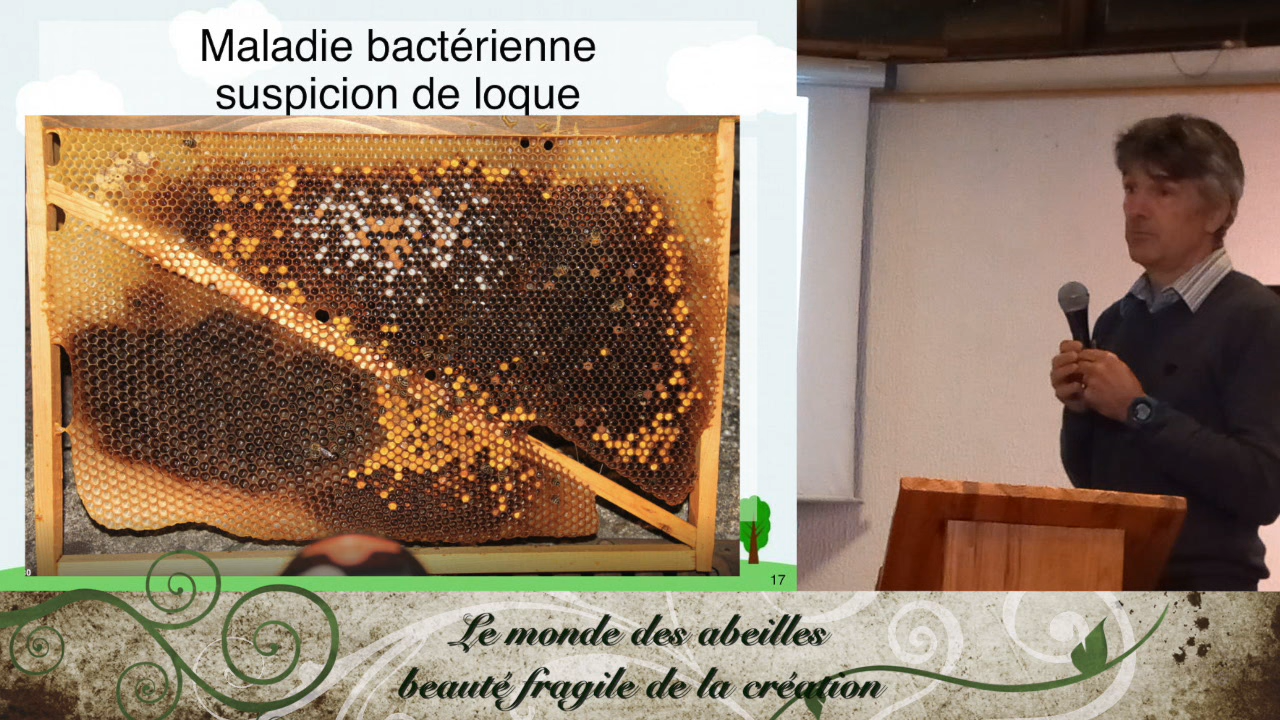 Maladie bactérienne
suspicion de loque
17
Le monde des abeilles
beauté fragile de la création